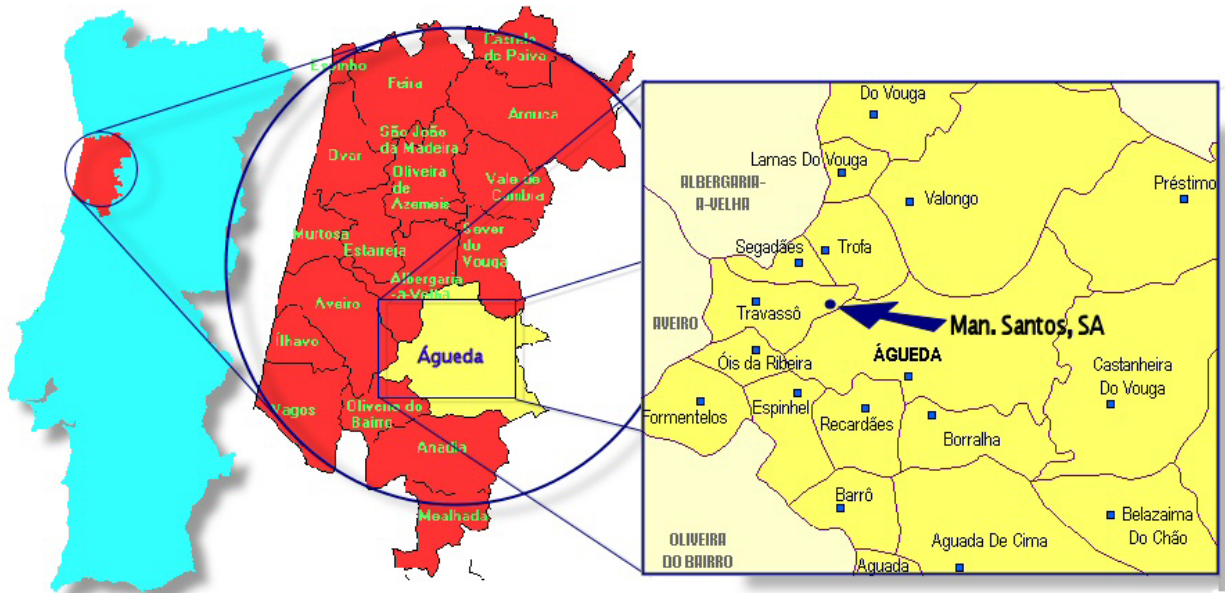 Castelo
de Paiva
Espinho
Feira
Arouca
São João
da Madeira
Ovar
Oliveira
de
Azemeis
Vale de
Cambra
Murtosa
Estarreja
Sever
do
Vouga
Albergaria
-a-Velha
Aveiro
Ílhavo
Águeda
Vagos
Oliveira do
Bairro
Anadia
Mealhada
Do Vouga
Lamas Do Vouga
ALBERGARIA-
A-VELHA
Valongo
Préstimo
Segadães
Trofa
Travassô
AVEIRO
Man. Santos, SA
Óis da Ribeira
ÁGUEDA
Castanheira
Do Vouga
Formentelos
Espinhel
Recardães
Borralha
Barrô
Belazaima
Do Chão
OLIVEIRA
DO BAIRRO
Aguada De Cima
Aguada